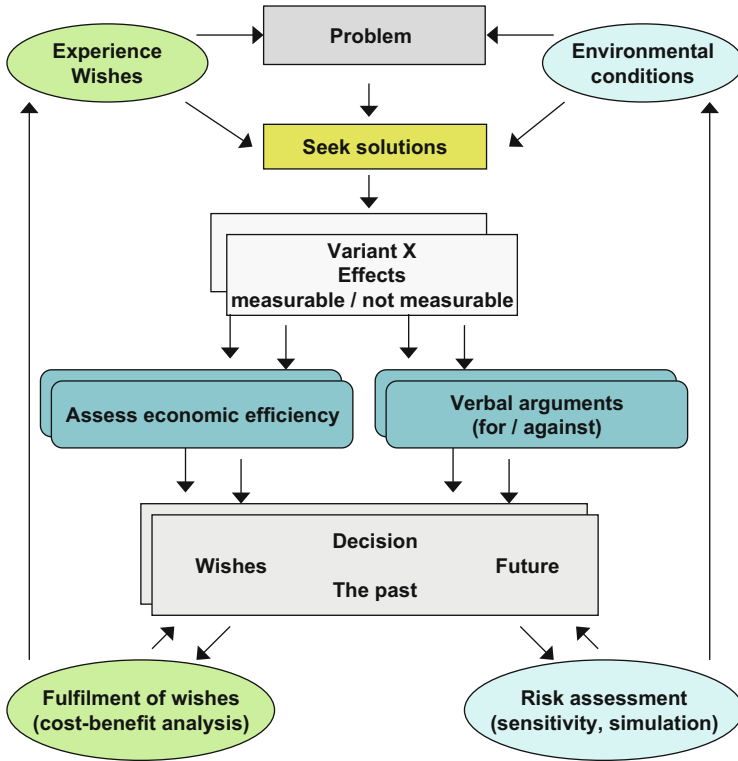 Experience
Wishes
Problem
Environmental
conditions
Seek solutions
Variant X
Effects
measurable / not measurable
Assess economic efficiency
Verbal arguments
(for / against)
Decision
Wishes
Future
The past
Fulfilment of wishes
(cost-benefit analysis)
Risk assessment
(sensitivity, simulation)